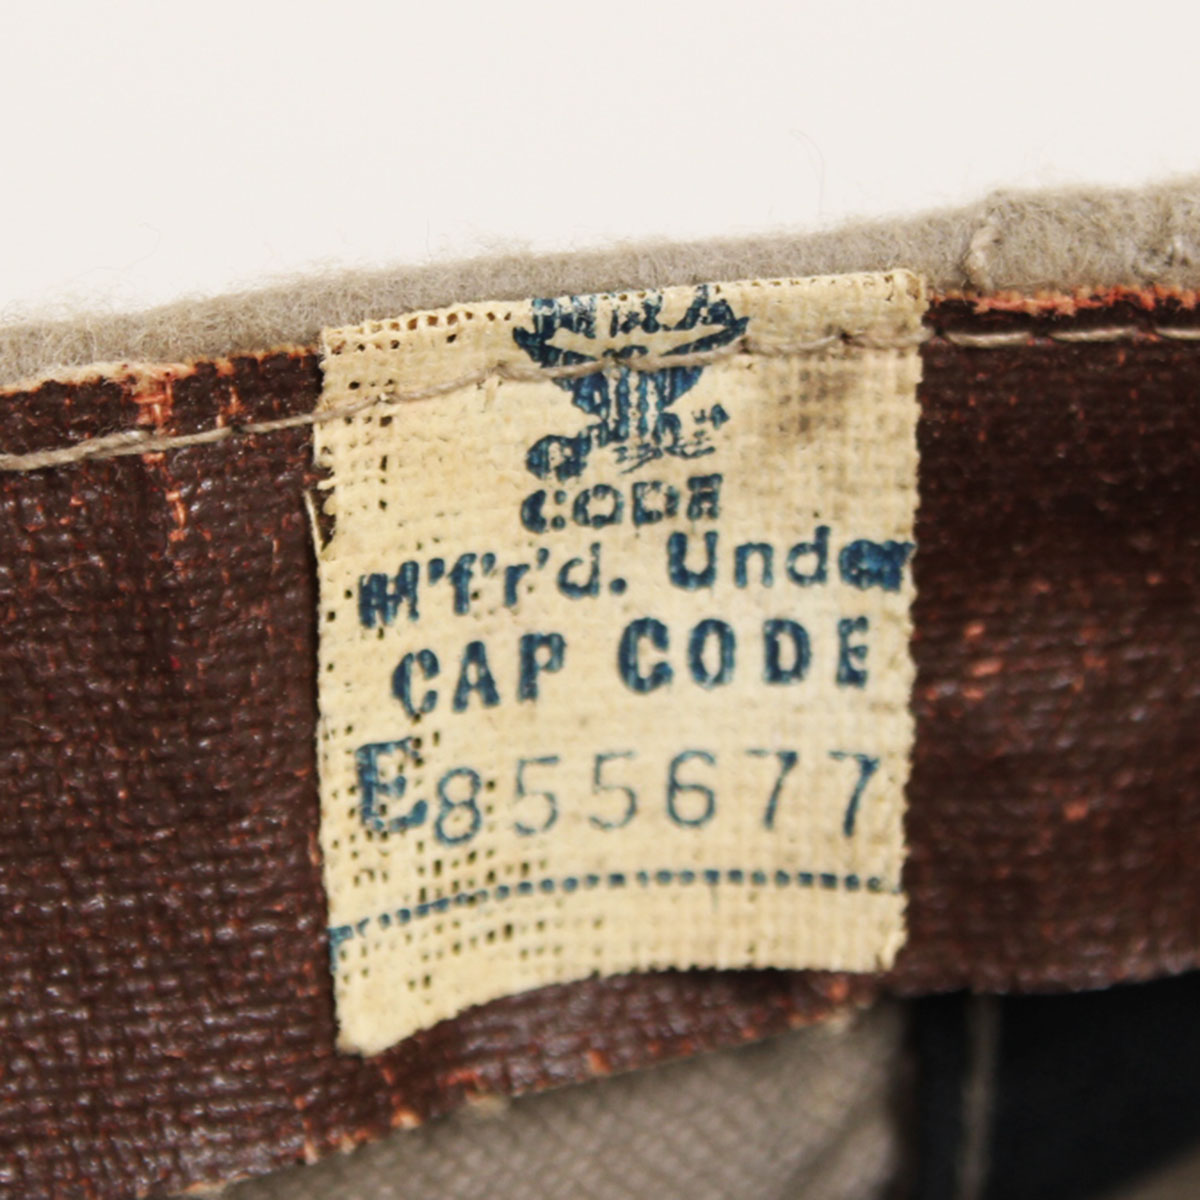 CODE
M'f'r'd. Under
CAP CODE
E855677